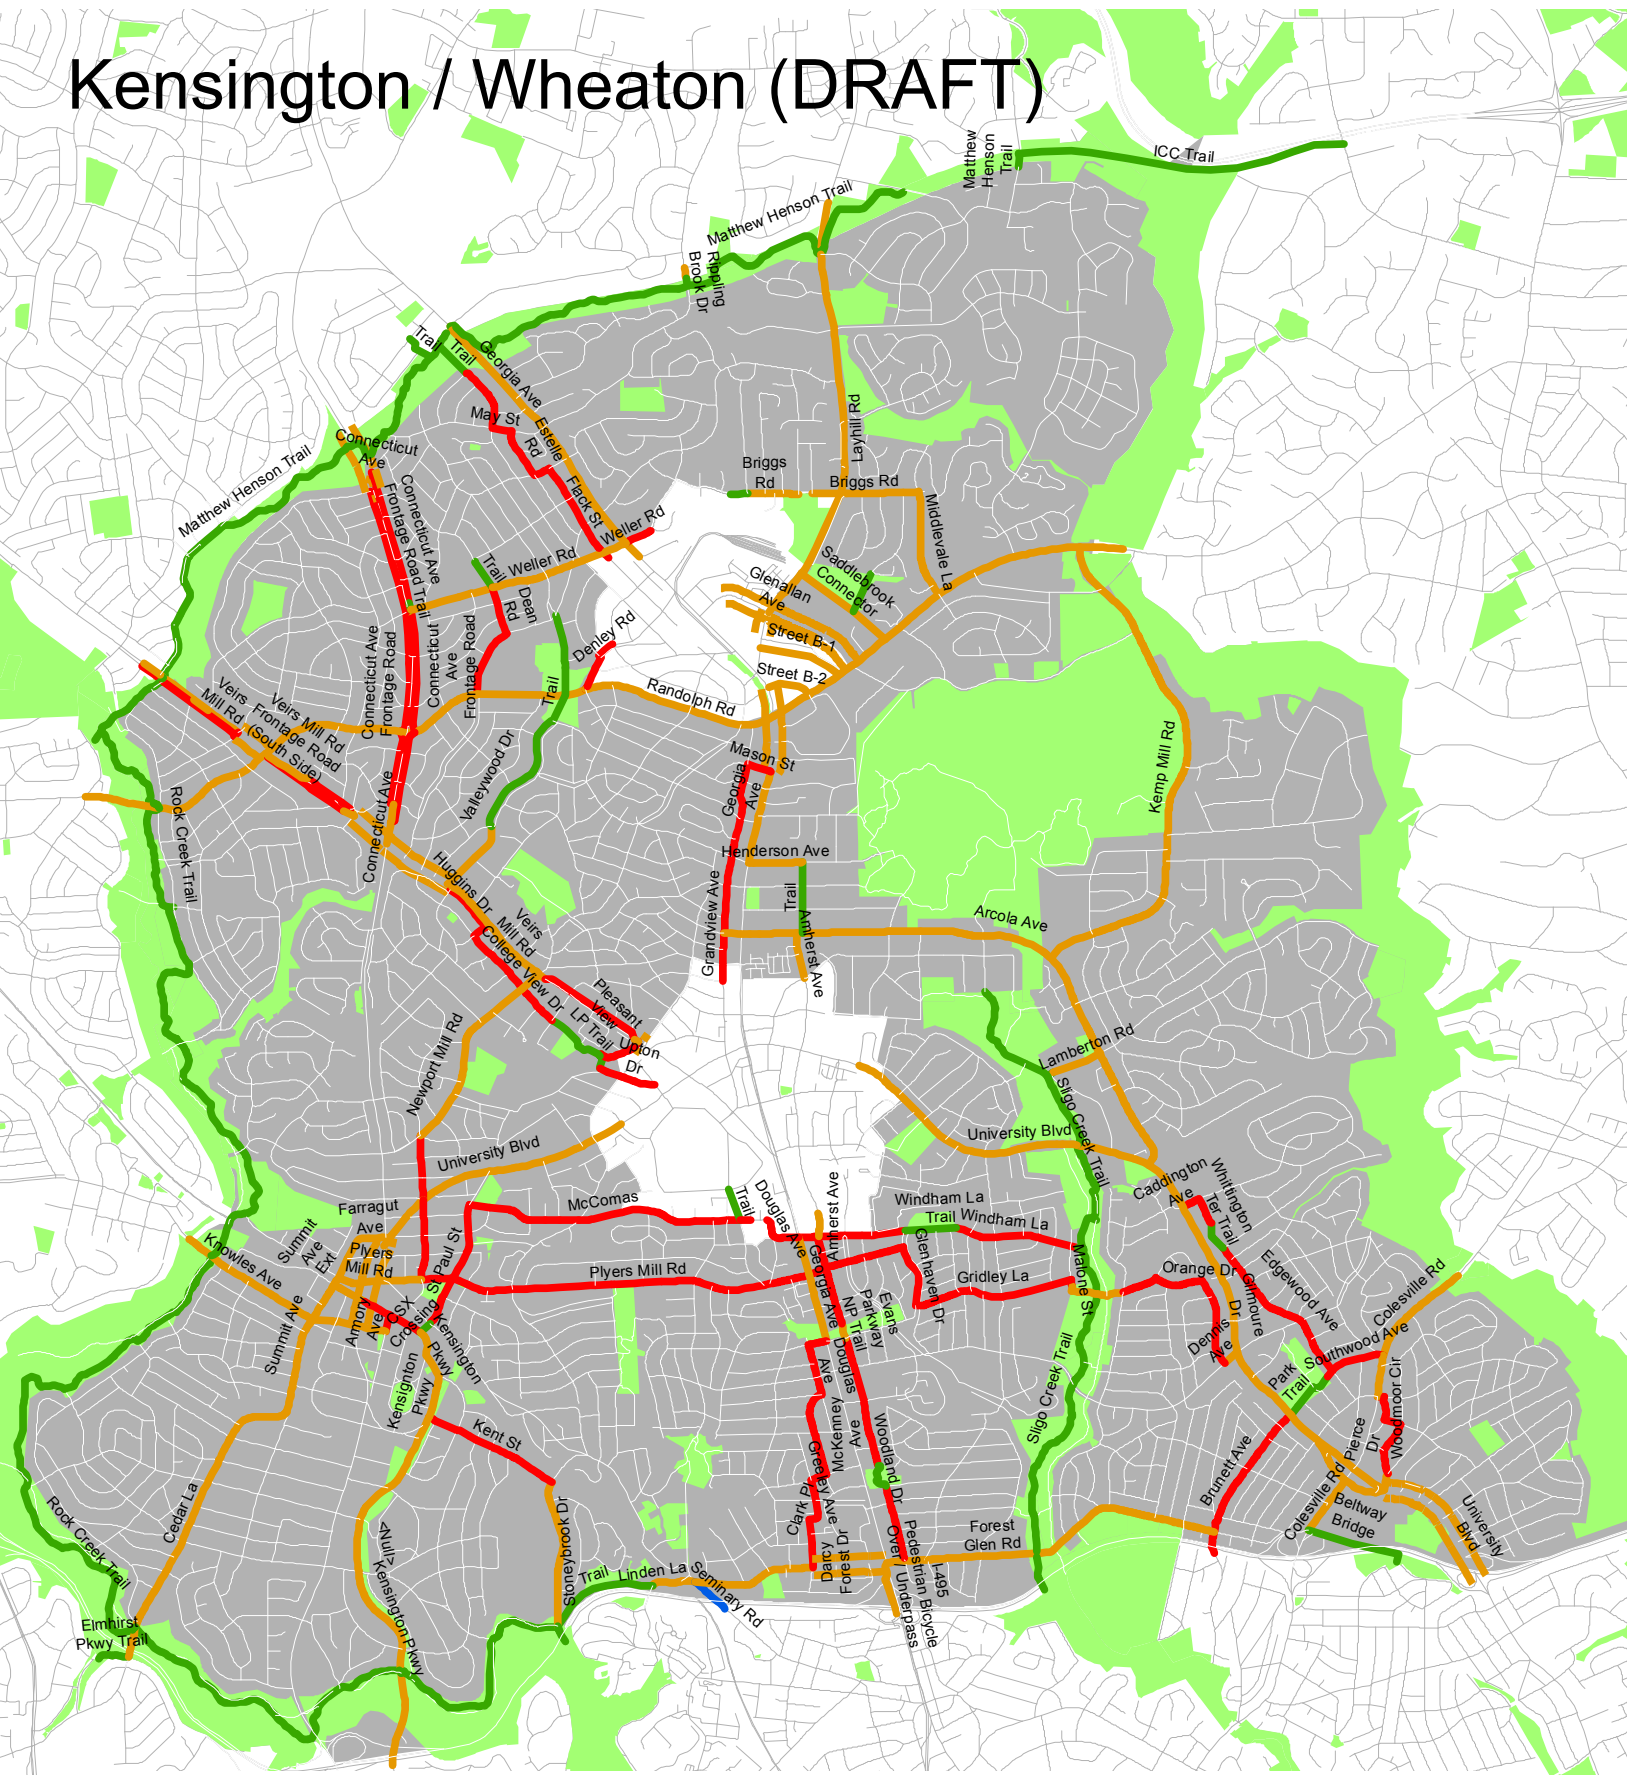 Kensington / Wheaton (DRAFT)
Matthew
Henson
Trail
ICC Trail
Matthew Henson Trail
Rippling
Brook Dr
Trail
Trail
Georgia Ave
May St
Estelle
Rd
Layhill Rd
Connecticut
Ave
Matthew Henson Trail
Connecticut Ave
Frontage Road Trail
Flack St
Weller Rd
Briggs
Rd
Briggs Rd
Middlevale La
Trail
Weller Rd
Dean
Rd
Saddlebrook
Connector
Glenallan
Ave
Street B-1
Street B-2
Denley Rd
Connecticut Ave
Frontage Road
Connecticut
Ave
Frontage Road
Trail
Randolph Rd
Veirs
Mill Rd
Veirs Mill Rd
Frontage Road
(South Side)
Mason St
Georgia
Ave
Kemp Mill Rd
Valleywood Dr
Rock Creek Trail
Connecticut Ave
Huggins Dr
Henderson Ave
Grandview Ave
Trail
Amherst Ave
Arcola Ave
Veirs
Mill Rd
College View Dr
Pleasant
View
LP Trail
Upton
Dr
Newport Mill Rd
Lamberton Rd
Sligo Creek Trail
University Blvd
University Blvd
Farragut
Ave
McComas
Trail
Douglas Ave
Amherst Ave
Windham La
Trail
Windham La
Caddington
Ave
Whittington
Ter Trail
Summit
Ave
Ext
Plyers
Mill Rd
St Paul St
Knowles Ave
Plyers Mill Rd
Georgia Ave
Glenhaven Dr
Gridley La
Malone St
Orange Dr
Gilmoure
Dr
Edgewood Ave
Colesville Rd
Summit Ave
Armory
Ave
CSX
Crossing
Kensington
Pkwy
Kensignton
Pkwy
Evans
Parkway
NP Trail
Dennis
Ave
Southwood Ave
Park
Trail
Woodmoor Cir
Douglas
Ave
Ave
McKenney
Sligo Creek Trail
Kent St
Woodland Dr
Greeley Ave
Clark Pl
Brunett Ave
Pierce
Dr
Colesville Rd
Beltway
Bridge
University
Blvd
Cedar La
Rock Creek Trail
<Null>
Kensington Pkwy
Stoneybrook Dr
Trail
Linden La
Seminary Rd
Darcy
Forest Dr
Forest
Glen Rd
I-495
Pedestrian Bicycle
Over / Underpass
Elmhirst
Pkwy Trail